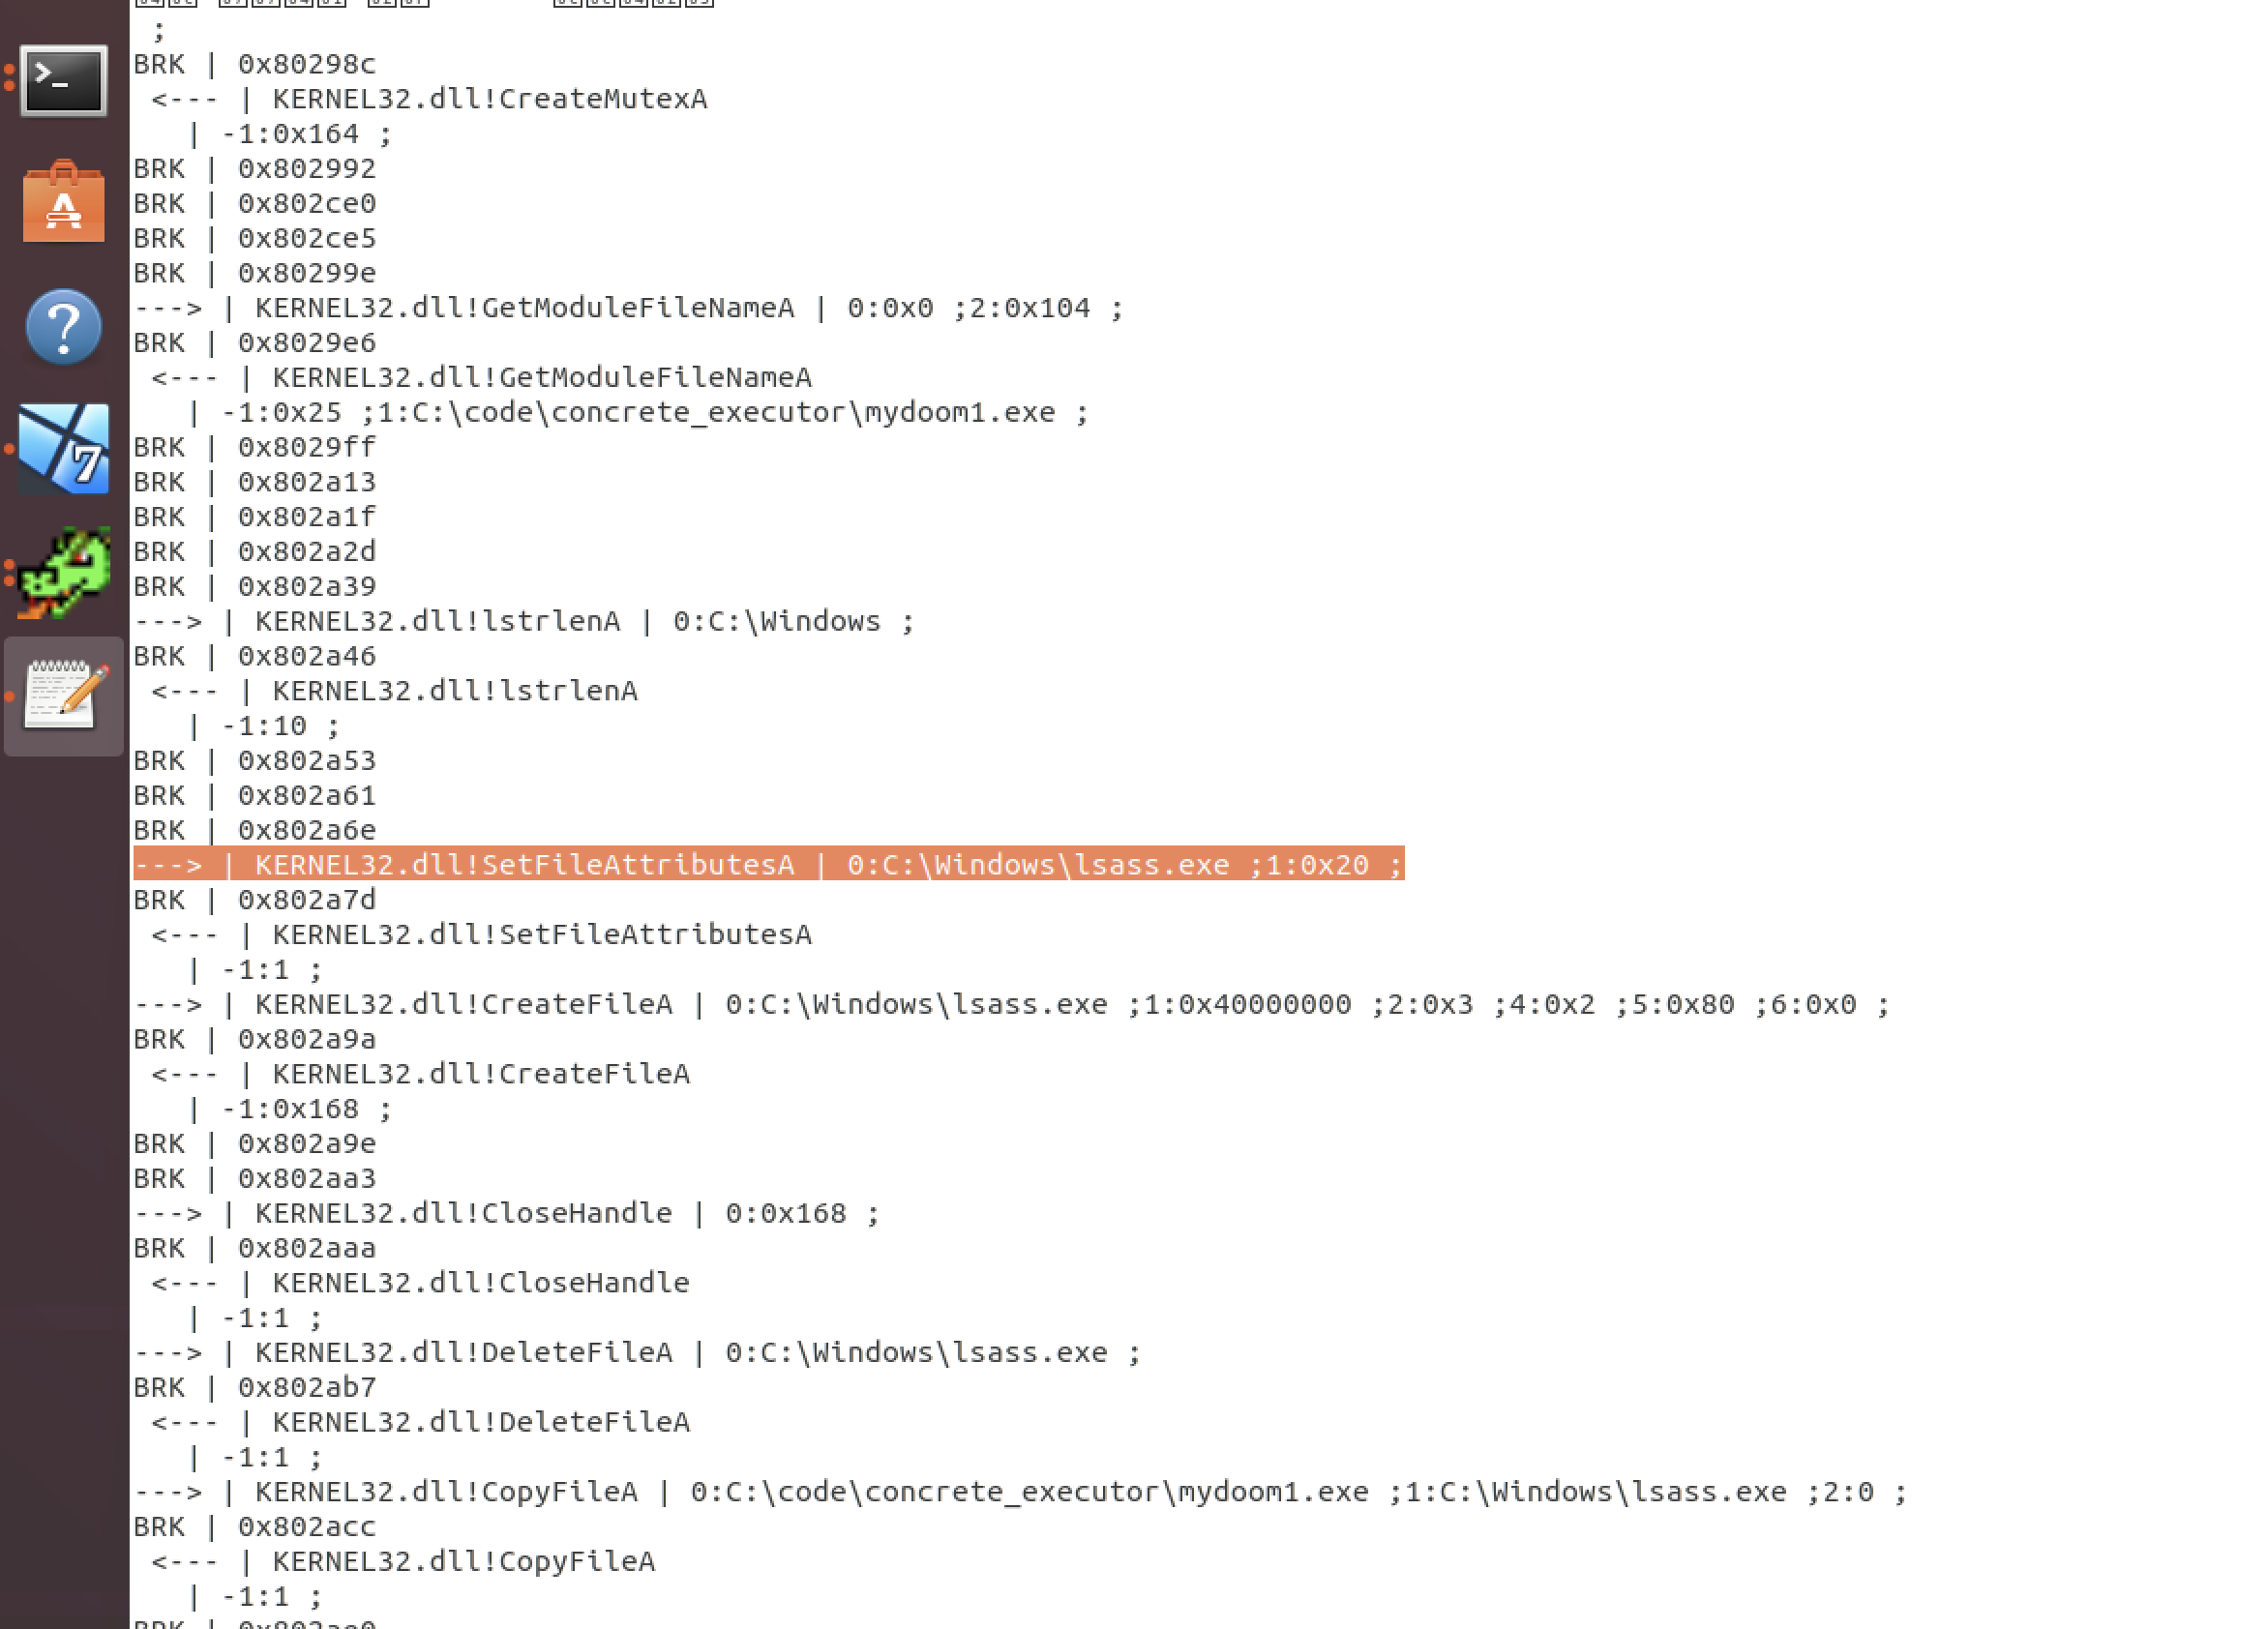 ;
BRK | 0x80298c
<--- | KERNEL32.dll!CreateMutexA
| -1:0x164 ;
BRK | 0x802992
BRK | 0x802ce0
BRK | 0x802ce5
BRK | 0x80299e
---> | KERNEL32.dll!GetModuleFileNameA | 0:0x0 ;2:0x104 ;
BRK | 0x8029e6
<--- | KERNEL32.dll!GetModuleFileNameA
| -1:0x25 ;1:C:\code\concrete_executor\mydoom1.exe ;
BRK | 0x8029ff
BRK | 0x802a13
BRK | 0x802a1f
BRK | 0x802a2d
BRK | 0x802a39
---> | KERNEL32.dll!lstrlenA | 0:C:\Windows ;
BRK | 0x802a46
<--- | KERNEL32.dll!lstrlenA
| -1:10 ;
BRK | 0x802a53
BRK | 0x802a61
BRK | 0x802a6e
---> | KERNEL32.dll!SetFileAttributesA | 0:C:\Windows\lsass.exe ;1:0x20 ;
BRK | 0x802a7d
<--- | KERNEL32.dll!SetFileAttributesA
| -1:1 ;
---> | KERNEL32.dll!CreateFileA | 0:C:\Windows\lsass.exe ;1:0x40000000 ;2:0x3 ;4:0x2 ;5:0x80 ;6:0x0 ;
BRK | 0x802a9a
<--- | KERNEL32.dll!CreateFileA
| -1:0x168 ;
BRK | 0x802a9e
BRK | 0x802aa3
---> | KERNEL32.dll!CloseHandle | 0:0x168 ;
BRK | 0x802aaa
<--- | KERNEL32.dll!CloseHandle
| -1:1 ;
---> | KERNEL32.dll!DeleteFileA | 0:C:\Windows\lsass.exe ;
BRK | 0x802ab7
<--- | KERNEL32.dll!DeleteFileA
| -1:1 ;
---> | KERNEL32.dll!CopyFileA | 0:C:\code\concrete_executor\mydoom1.exe ;1:C:\Windows\lsass.exe ;2:0 ;
BRK | 0x802acc
<--- | KERNEL32.dll!CopyFileA
| -1:1 ;
BRK |